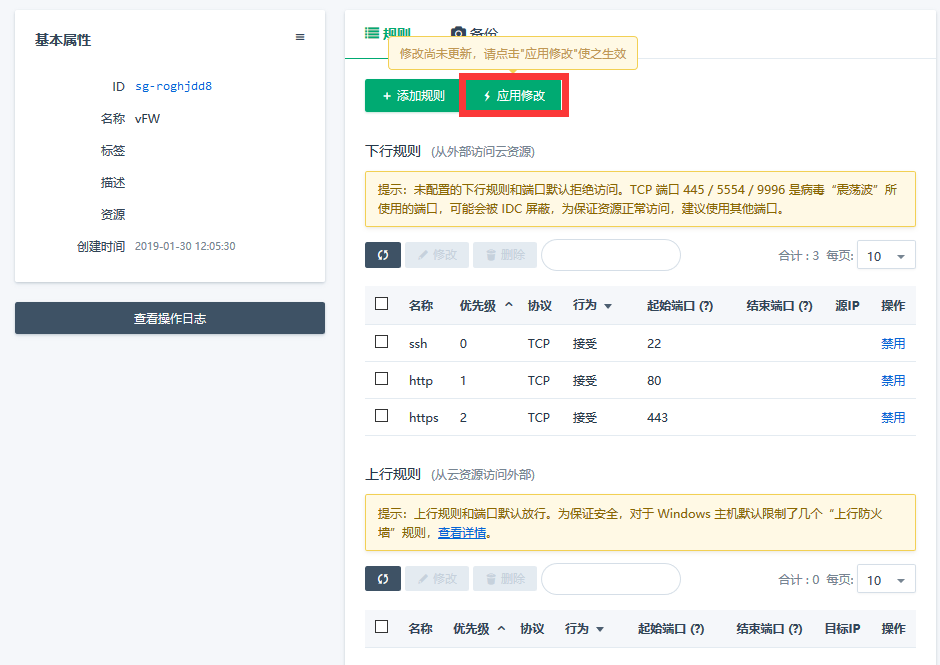 基本属性
ID sg-roghjdd8
名称 vFW
标签
描述
资源
创建时间 2019-01-30 12:05:30
查看操作日志
规则 备份
修改尚未更新，请点击"应用修改"使之生效
+ 添加规则 应用修改
下行规则 (从外部访问云资源)
提示：未配置的下行规则和端口默认拒绝访问。TCP 端口 445 / 5554 / 9996 是病毒“震荡波”所
使用的端口，可能会被 IDC 屏蔽，为保证资源正常访问，建议使用其他端口。
修改 删除 合计 : 3 每页: 10
名称 优先级 协议 行为 起始端口 (?) 结束端口 (?) 源IP 操作
ssh 0 TCP 接受 22 禁用
http 1 TCP 接受 80 禁用
https 2 TCP 接受 443 禁用
上行规则 (从云资源访问外部)
提示：上行规则和端口默认放行。为保证安全，对于 Windows 主机默认限制了几个“上行防火
墙”规则，查看详情。
修改 删除 合计 : 0 每页: 10
名称 优先级 协议 行为 起始端口 (?) 结束端口 (?) 目标IP 操作